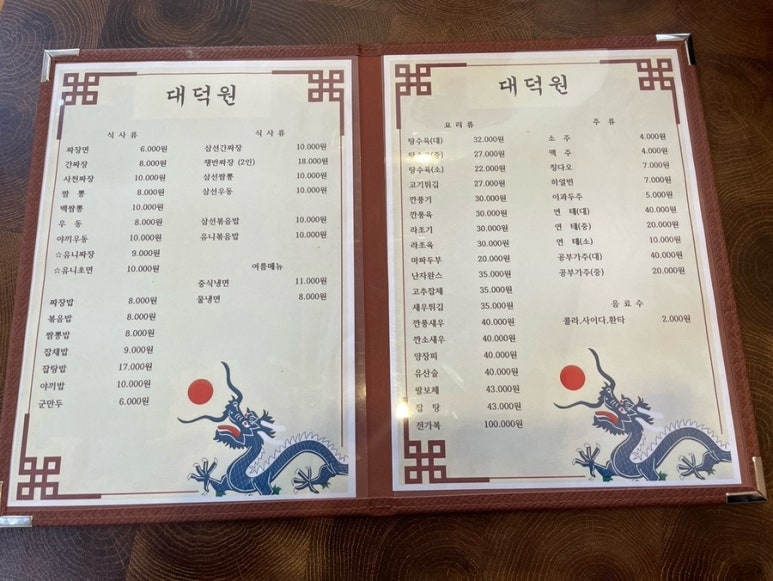 대덕원
식사류
짜장면 6.000원
간짜장 8.000원
사천짜장 10.000원
짬 뽕 8.000원
백짬뽕 10.000원
우 동 8.000원
야끼우동 10.000원
☆유니짜장 9.000원
☆유니초면 10.000원
짜장밥 8.000원
볶음밥 8.000원
짬뽕밥 8.000원
잡채밥 9.000원
잡탕밥 17.000원
야끼밥 10.000원
군만두 6.000원
식사류
삼선간짜장 10.000원
쟁반짜장 (2인) 18.000원
삼선짬뽕 10.000원
삼선우동 10.000원
삼선볶음밥 10.000원
유니볶음밥 10.000원
여름메뉴
중식냉면 11.000원
물냉면 8.000원
대덕원
요리류
탕수육(대) 32.000원
탕수육(중) 27.000원
탕수육(소) 22.000원
고기튀김 27.000원
깐풍기 30.000원
깐풍육 30.000원
라조기 30.000원
라조육 30.000원
마파두부 20.000원
난자완스 35.000원
고추잡채 35.000원
새우튀김 35.000원
깐풍새우 40.000원
깐소새우 40.000원
양장피 40.000원
유산슬 40.000원
팔보채 43.000원
잡 탕 43.000원
전가복 100.000원
주류
소 주 4.000원
맥 주 4.000원
칭다오 7.000원
하얼빈 7.000원
이과두주 5.000원
연 태(대) 40.000원
연 태(중) 20.000원
연 태(소) 10.000원
공부가주(대) 40.000원
공부가주(중) 20.000원
음료수
콜라.사이다.환타 2.000원